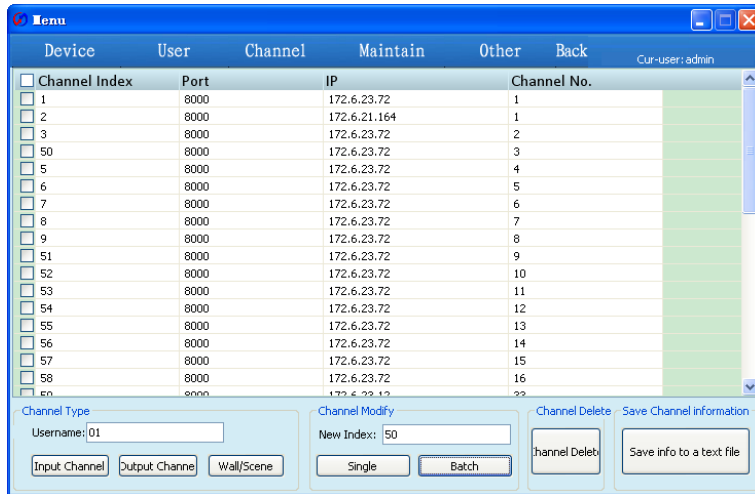 Menu
Device User Channel Maintain Other Back Cur-user: admin
Channel Index Port IP Channel No.
1 8000 172.6.23.72 1
2 8000 172.6.21.164 1
3 8000 172.6.23.72 2
50 8000 172.6.23.72 3
5 8000 172.6.23.72 4
6 8000 172.6.23.72 5
7 8000 172.6.23.72 6
8 8000 172.6.23.72 7
9 8000 172.6.23.72 8
51 8000 172.6.23.72 9
52 8000 172.6.23.72 10
53 8000 172.6.23.72 11
54 8000 172.6.23.72 12
55 8000 172.6.23.72 13
56 8000 172.6.23.72 14
57 8000 172.6.23.72 15
58 8000 172.6.23.72 16
Channel Type Channel Modify Channel Delete Save Channel information
Username: 01 New Index: 50
hannel Delet Save info to a text file
Input Channel Output Channe Wall/Scene Single Batch